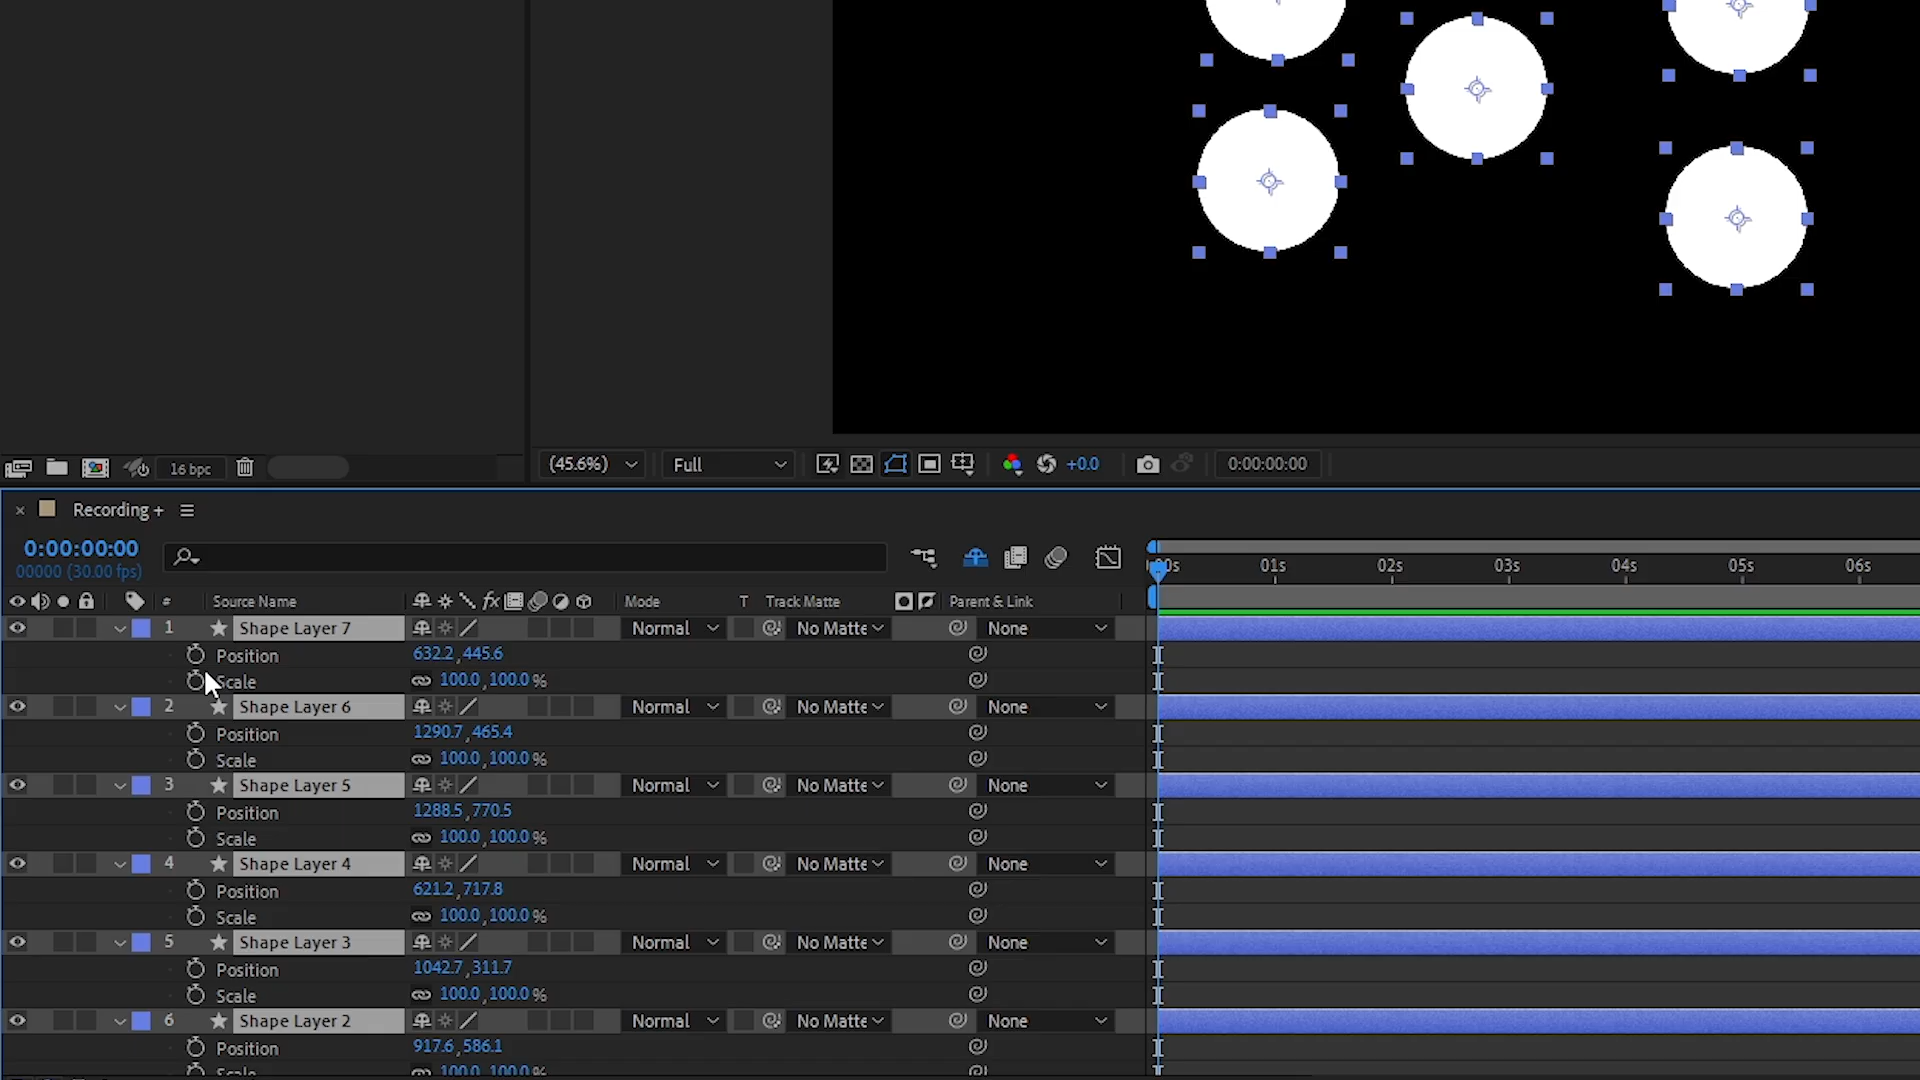 16 bpc
(45.6%)
Full
+0.0
0:00:00:00
Recording +
0:00:00:00
00000 (30.00 fps)
:00s 01s 02s 03s 04s 05s 06s
# Source Name Mode T Track Matte Parent & Link
1 Shape Layer 7 Normal No Matte None
Position 632.2,445.6
Scale 100.0,100.0%
2 Shape Layer 6 Normal No Matte None
Position 1290.7,465.4
Scale 100.0,100.0%
3 Shape Layer 5 Normal No Matte None
Position 1288.5,770.5
Scale 100.0,100.0%
4 Shape Layer 4 Normal No Matte None
Position 621.2,717.8
Scale 100.0,100.0%
5 Shape Layer 3 Normal No Matte None
Position 1042.7,311.7
Scale 100.0,100.0%
6 Shape Layer 2 Normal No Matte None
Position 917.6,586.1
Scale 100.0,100.0%